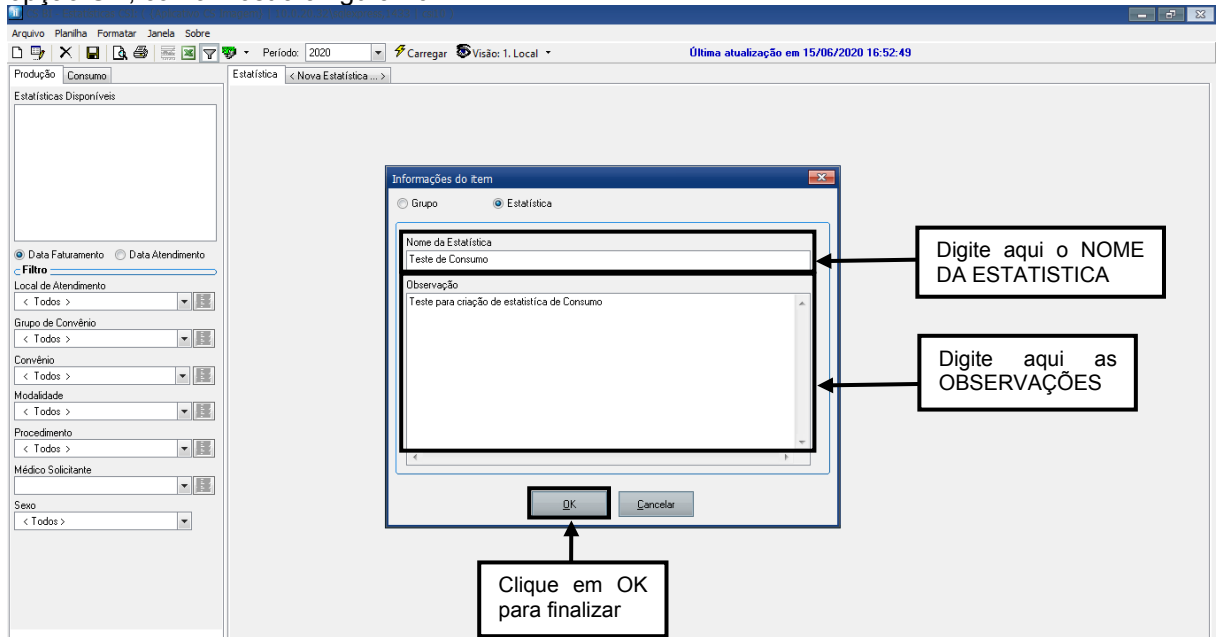 Arquivo Planilha Formatar Janela Sobre
Período: 2020 Carregar Visão: 1. Local Última atualização em 15/06/2020 16:52:49
Produção Consumo
Estatística < Nova Estatística ... >
Estatísticas Disponíveis
Data Faturamento Data Atendimento
Filtro
Local de Atendimento
< Todos >
Grupo de Convênio
< Todos >
Convênio
< Todos >
Modalidade
< Todos >
Procedimento
< Todos >
Médico Solicitante
Sexo
< Todos >
Informações do item
Grupo Estatística
Nome da Estatística
Teste de Consumo
Observação
Teste para criação de estatistíca de Consumo
OK Cancelar
Digite aqui o NOME
DA ESTATISTICA
Digite aqui as
OBSERVAÇÕES
Clique em OK
para finalizar